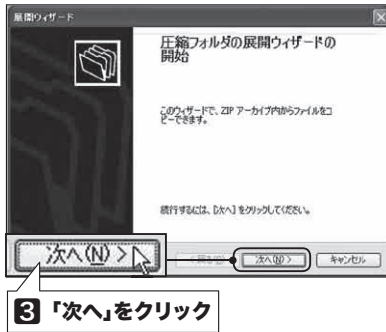 展開ウィザード
圧縮フォルダの展開ウィザードの
開始
このウィザードで、ZIP アーカイブ内からファイルをコ
ピーできます。
続行するには、[次へ] をクリックしてください。
次へ(N) >
< 戻る(B)
次へ(N) >
キャンセル
3 「次へ」をクリック